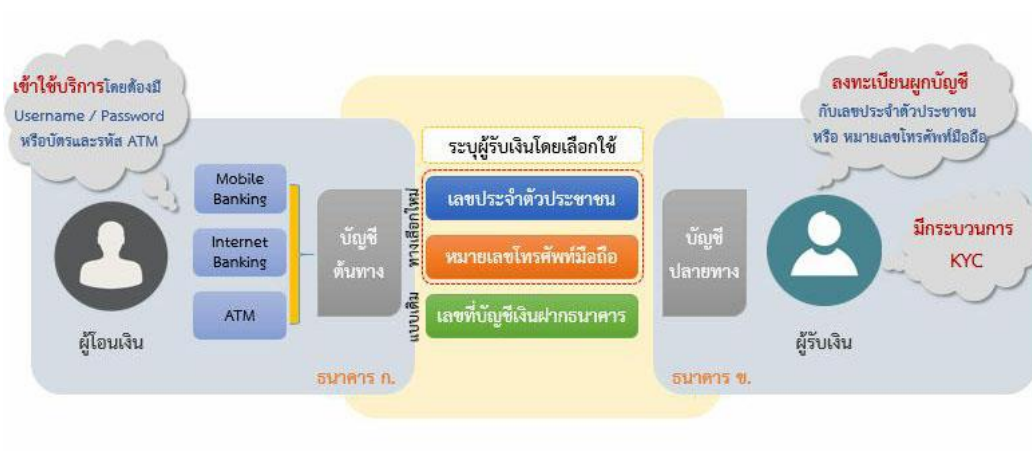 เข้าใช้บริการโดยต้องมี
Username / Password
หรือบัตรและรหัส ATM
Mobile
Banking
Internet
Banking
ATM
ผู้โอนเงิน
บัญชี
ต้นทาง
ธนาคาร ก.
ระบุผู้รับเงินโดยเลือกใช้
ทางเลือกใหม่
เลขประจำตัวประชาชน
หมายเลขโทรศัพท์มือถือ
แบบเดิม
เลขที่บัญชีเงินฝากธนาคาร
บัญชี
ปลายทาง
ธนาคาร ข.
ลงทะเบียนผูกบัญชี
กับเลขประจำตัวประชาชน
หรือ หมายเลขโทรศัพท์มือถือ
มีกระบวนการ
KYC
ผู้รับเงิน